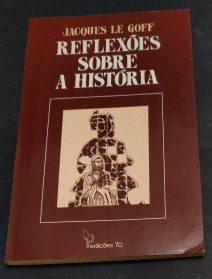 JACQUES LE GOFF
REFLEXÕES
SOBRE
A HISTÓRIA
edições 70